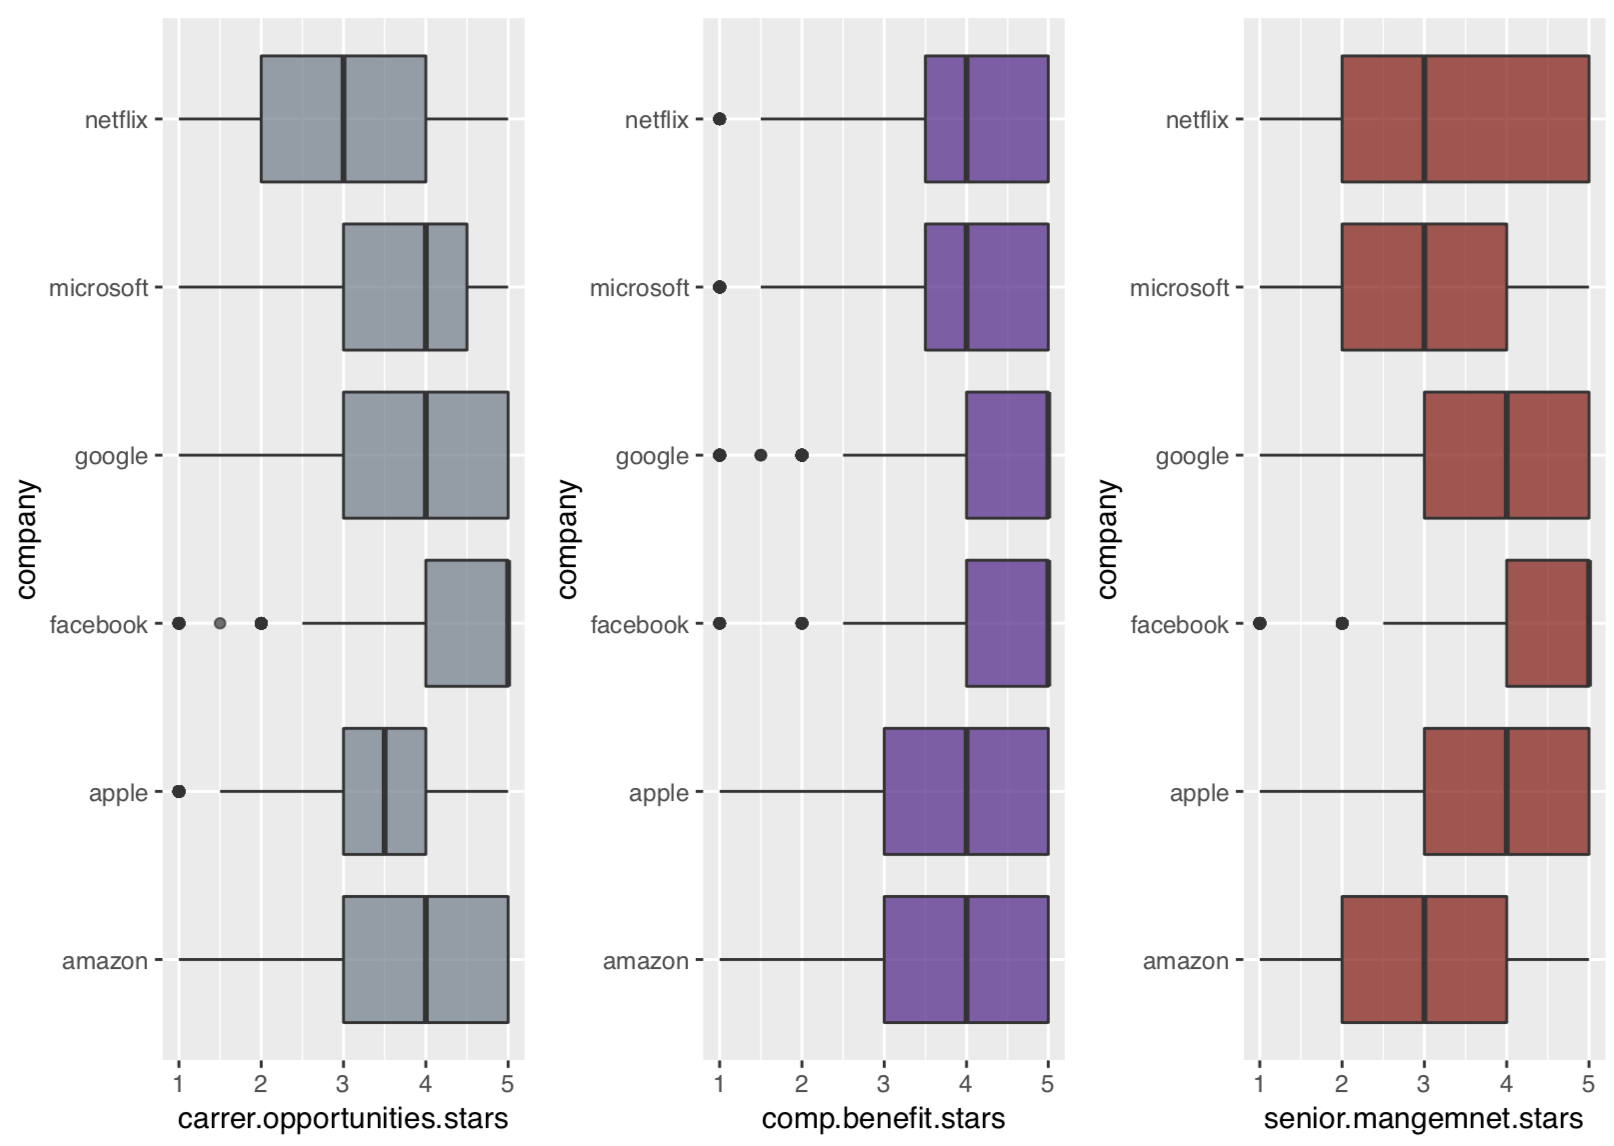 company
netflix
microsoft
google
facebook
apple
amazon
1 2 3 4 5
carrer.opportunities.stars
company
netflix
microsoft
google
facebook
apple
amazon
1 2 3 4 5
comp.benefit.stars
company
netflix
microsoft
google
facebook
apple
amazon
1 2 3 4 5
senior.mangemnet.stars